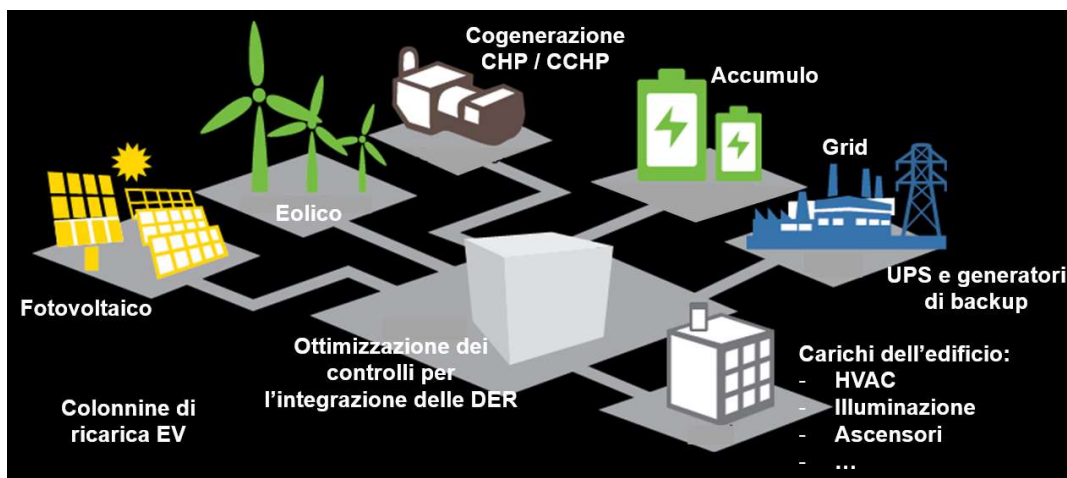 Cogenerazione
CHP / CCHP
Accumulo
Grid
Eolico
Fotovoltaico
UPS e generatori
di backup
Ottimizzazione dei
controlli per
l'integrazione delle DER
Carichi dell'edificio:
- HVAC
- Illuminazione
- Ascensori
- ...
Colonnine di
ricarica EV